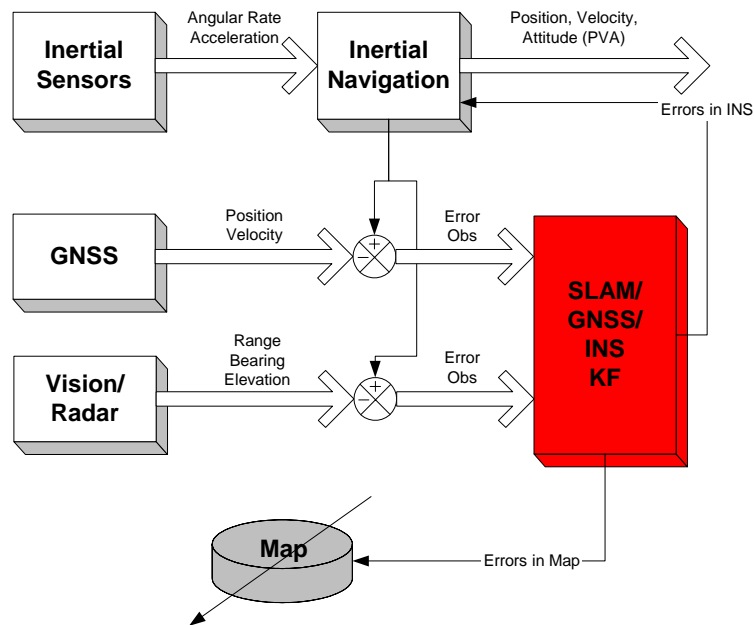 Inertial
Sensors
Angular Rate
Acceleration
Inertial
Navigation
Position, Velocity,
Attitude (PVA)
Errors in INS
GNSS
Position
Velocity
+
−
Error
Obs
SLAM/
GNSS/
INS
KF
Vision/
Radar
Range
Bearing
Elevation
+
−
Error
Obs
Map
Errors in Map